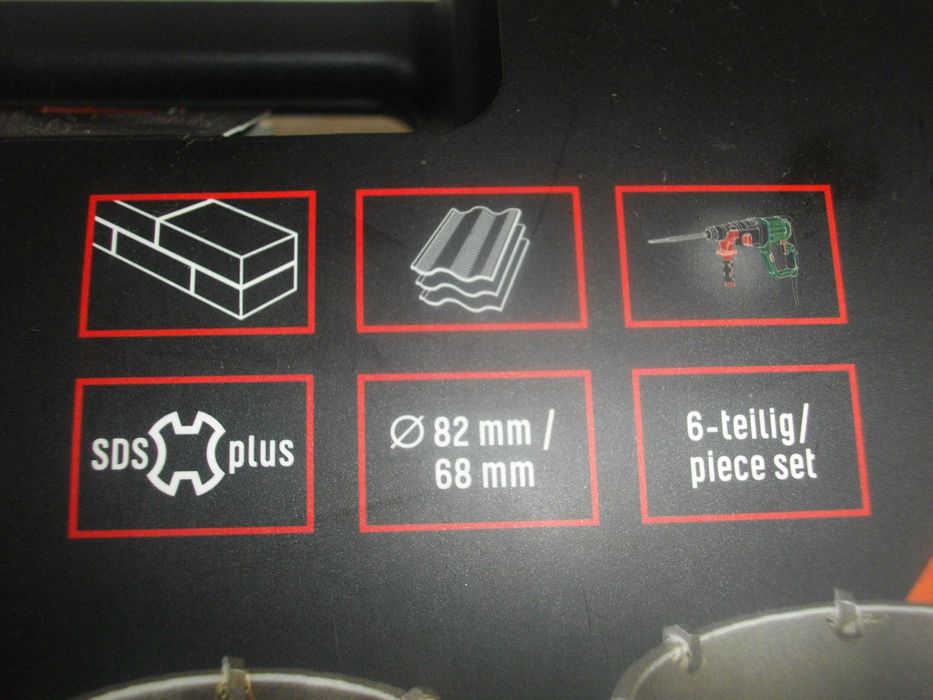 SDS plus
Ø 82 mm /
68 mm
6-teilig/
piece set